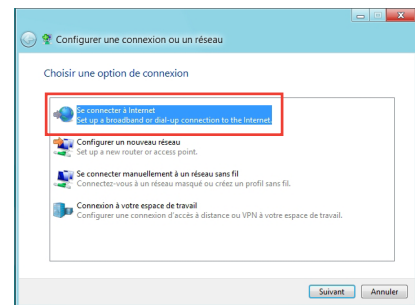 Configurer une connexion ou un réseau
Choisir une option de connexion
Se connecter à Internet
Set up a broadband or dial-up connection to the Internet.
Configurer un nouveau réseau
Set up a new router or access point.
Se connecter manuellement à un réseau sans fil
Connectez-vous à un réseau masqué ou créez un profil sans fil.
Connexion à votre espace de travail
Configurer une connexion d'accès à distance ou VPN à votre espace de travail.
Suivant
Annuler